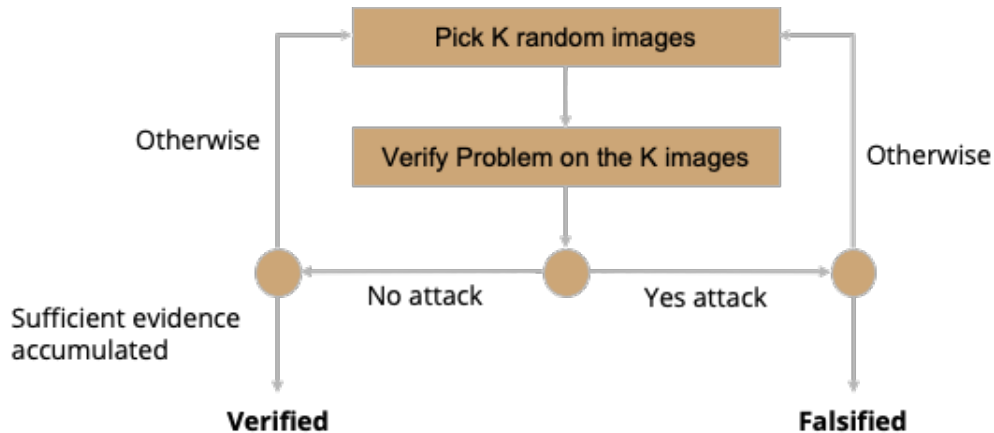 Pick K random images
Otherwise
Verify Problem on the K images
Otherwise
No attack
Yes attack
Sufficient evidence
accumulated
Verified
Falsified